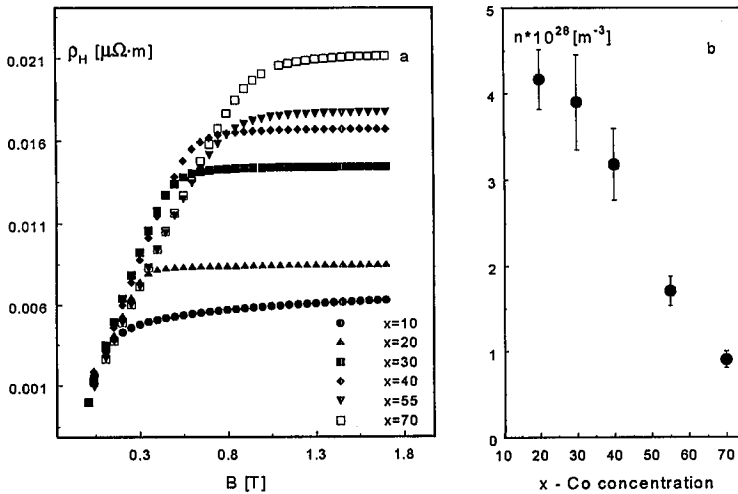 ρH [μΩ·m]
a
0.021
0.016
0.011
0.006
0.001
x=10
x=20
x=30
x=40
x=55
x=70
0.3
0.8
1.3
1.8
B [T]
n*10^28 [m^-3]
b
5
4
3
2
1
0
10
20
30
40
50
60
70
x - Co concentration